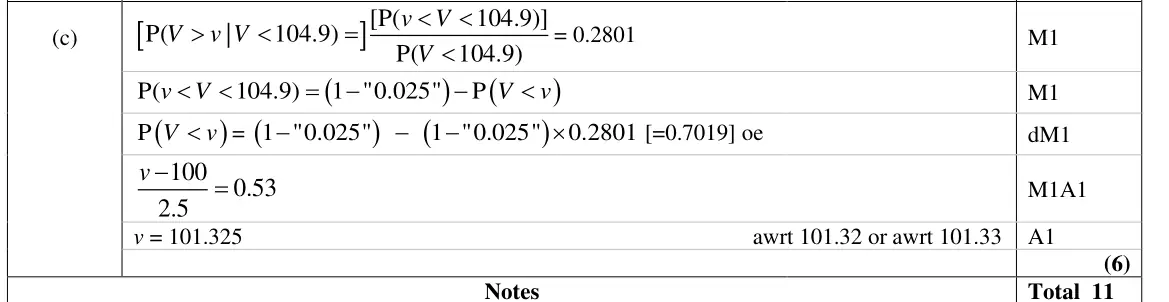 (c) [P(V > v | V < 104.9) =] [P(v < V < 104.9)] / P(V < 104.9) = 0.2801 M1
P(v < V < 104.9) = (1 − "0.025") − P(V < v) M1
P(V < v) = (1 − "0.025") − (1 − "0.025") × 0.2801 [=0.7019] oe dM1
(v − 100) / 2.5 = 0.53 M1A1
v = 101.325 awrt 101.32 or awrt 101.33 A1
(6)
Notes Total 11